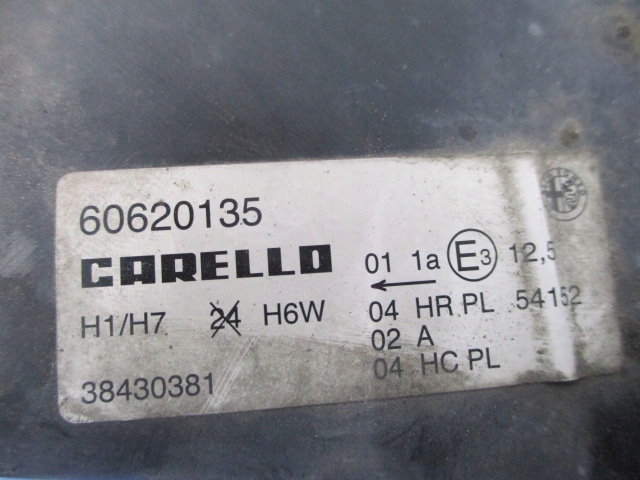 60620135
CARELLO 01 1a E3 12,5
H1/H7 24 H6W 04 HR PL 54152
02 A
38430381 04 HC PL